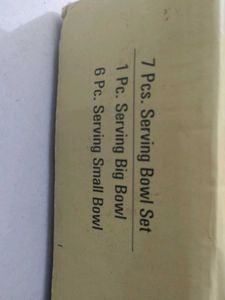 7 Pcs. Serving Bowl Set
1 Pc. Serving Big Bowl
6 Pc. Serving Small Bowl